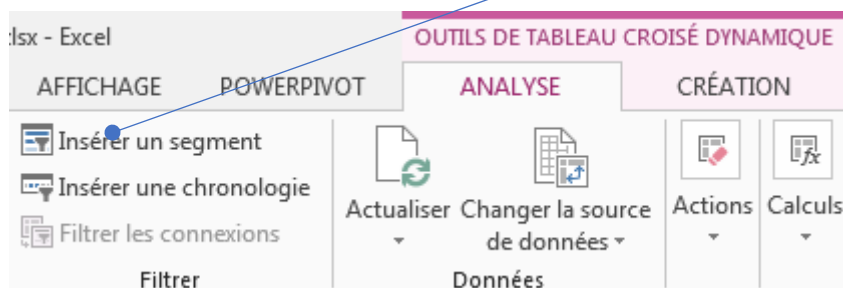 lsx - Excel
OUTILS DE TABLEAU CROISÉ DYNAMIQUE
AFFICHAGE POWERPIVOT ANALYSE CRÉATION
Insérer un segment
Insérer une chronologie
Filtrer les connexions
Filtrer
Actualiser
Changer la source
de données
Données
Actions
Calculs